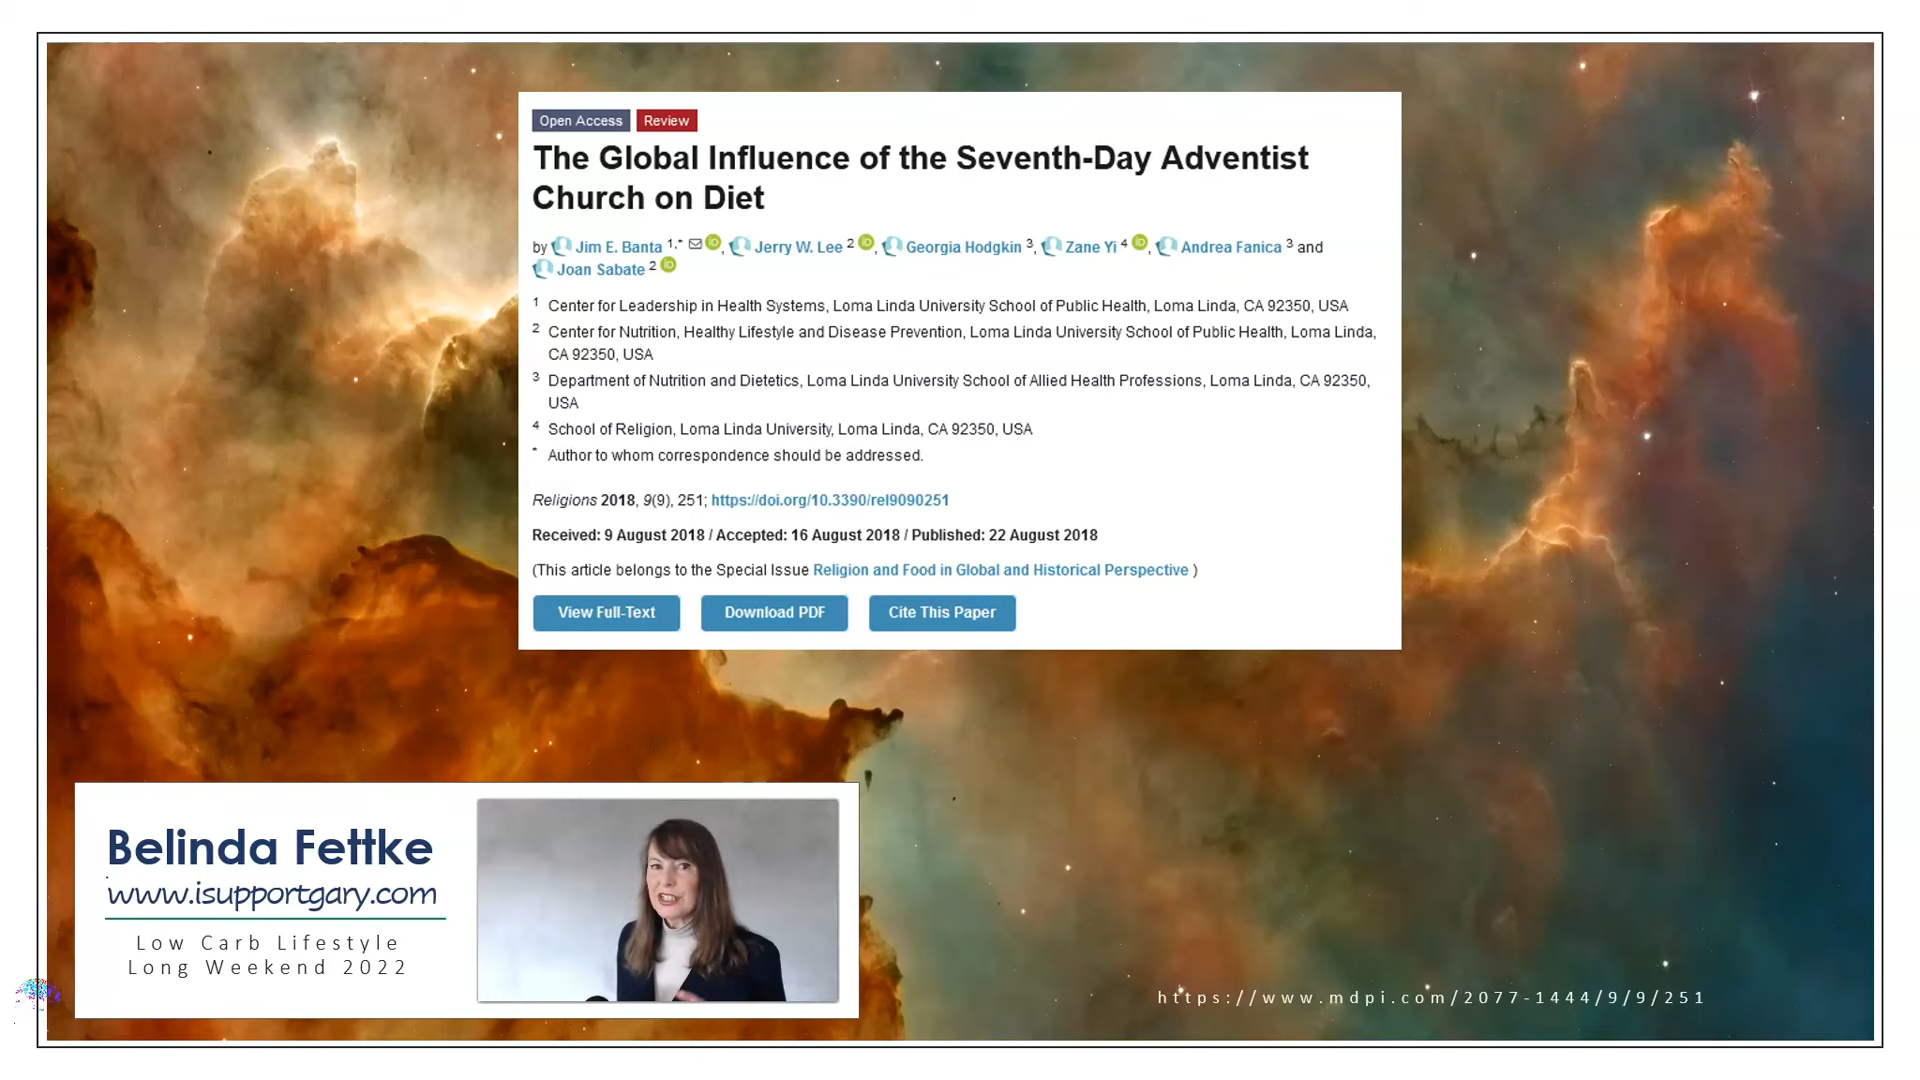 Open Access Review
The Global Influence of the Seventh-Day Adventist
Church on Diet
by Jim E. Banta 1,* iD, Jerry W. Lee 2 iD, Georgia Hodgkin 3, Zane Yi 4 iD, Andrea Fanica 3 and
Joan Sabate 2 iD
1 Center for Leadership in Health Systems, Loma Linda University School of Public Health, Loma Linda, CA 92350, USA
2 Center for Nutrition, Healthy Lifestyle and Disease Prevention, Loma Linda University School of Public Health, Loma Linda,
CA 92350, USA
3 Department of Nutrition and Dietetics, Loma Linda University School of Allied Health Professions, Loma Linda, CA 92350,
USA
4 School of Religion, Loma Linda University, Loma Linda, CA 92350, USA
* Author to whom correspondence should be addressed.
Religions 2018, 9(9), 251; https://doi.org/10.3390/rel9090251
Received: 9 August 2018 / Accepted: 16 August 2018 / Published: 22 August 2018
(This article belongs to the Special Issue Religion and Food in Global and Historical Perspective )
View Full-Text Download PDF Cite This Paper
Belinda Fettke
www.isupportgary.com
Low Carb Lifestyle
Long Weekend 2022
https://www.mdpi.com/2077-1444/9/9/251